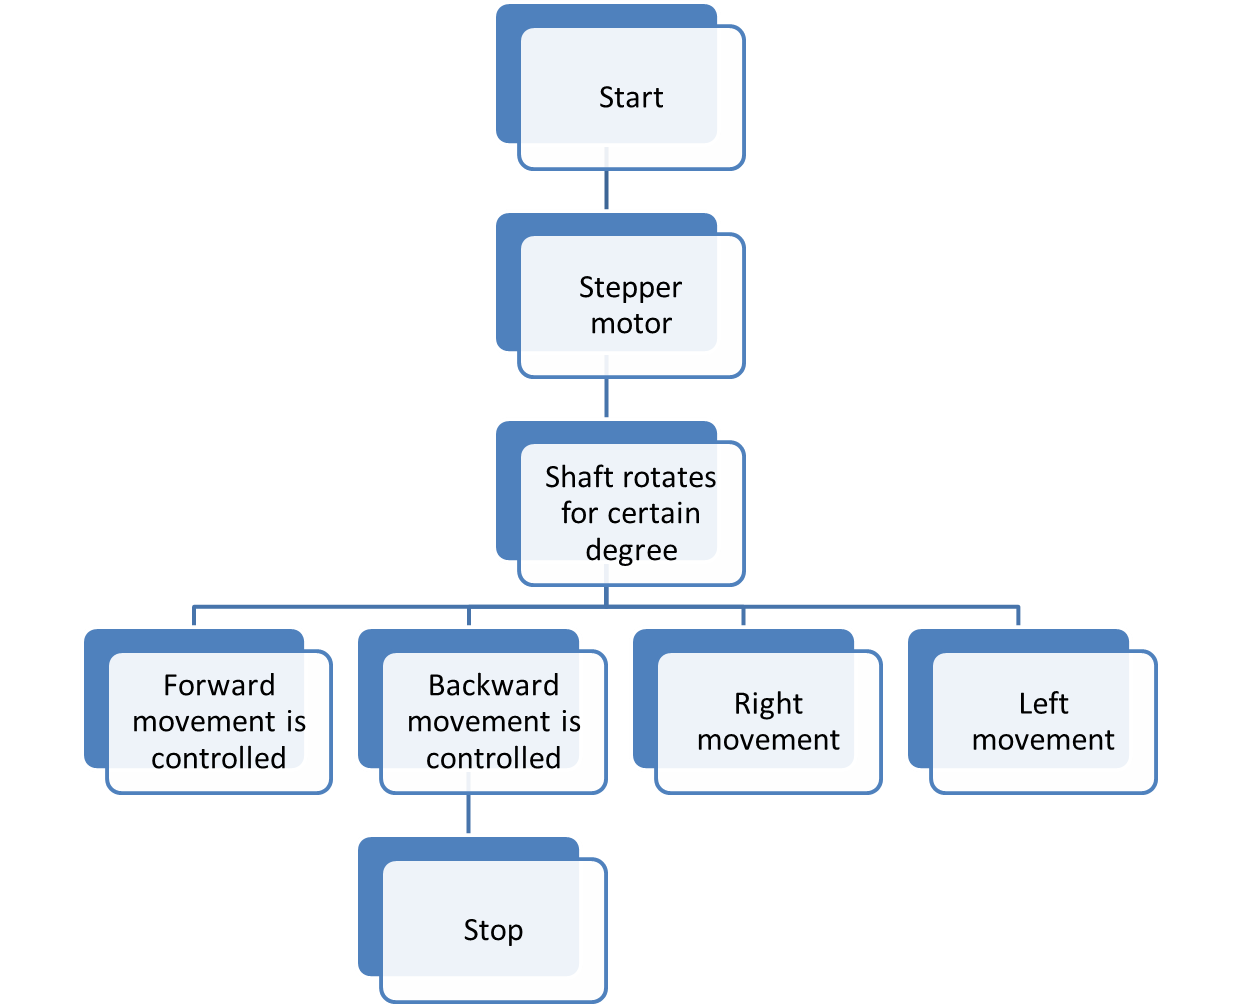 Start
Stepper
motor
Shaft rotates
for certain
degree
Forward
movement is
controlled
Backward
movement is
controlled
Right
movement
Left
movement
Stop